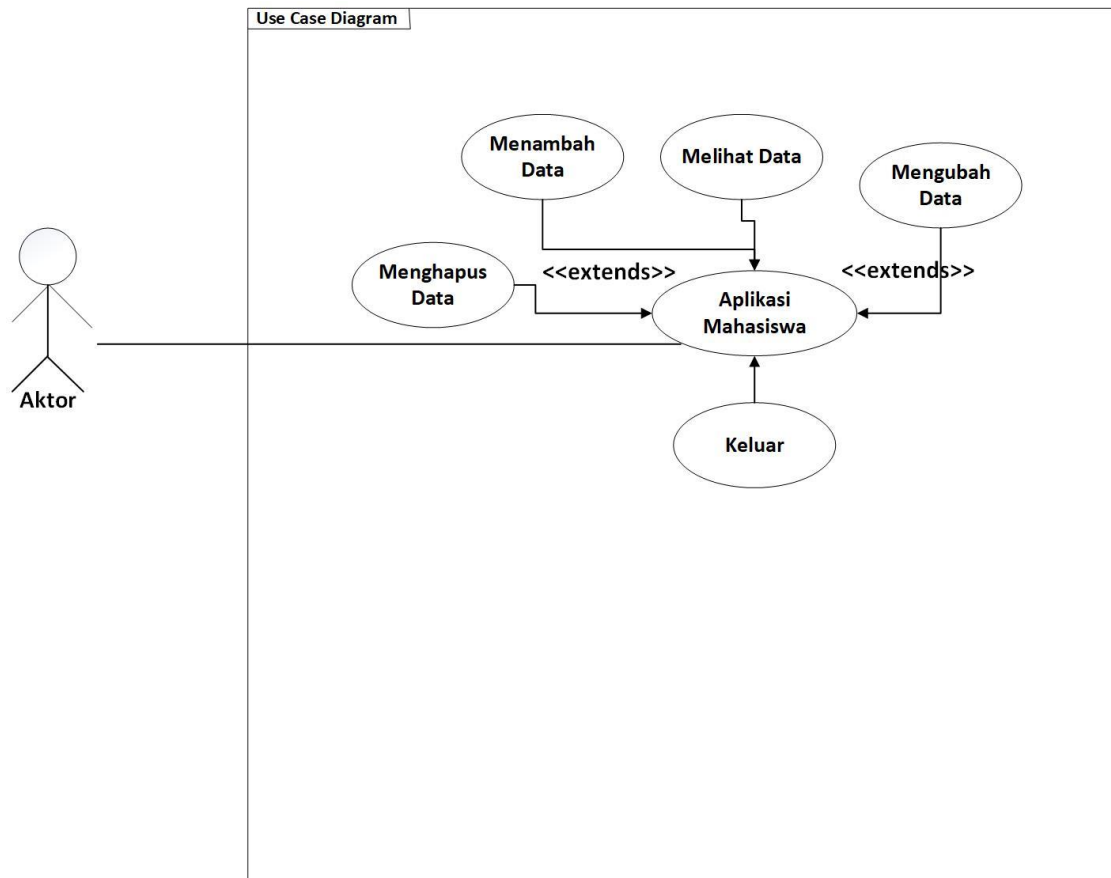 Use Case Diagram
Menambah
Data
Melihat Data
Mengubah
Data
Menghapus
Data
<<extends>>
<<extends>>
Aplikasi
Mahasiswa
Aktor
Keluar